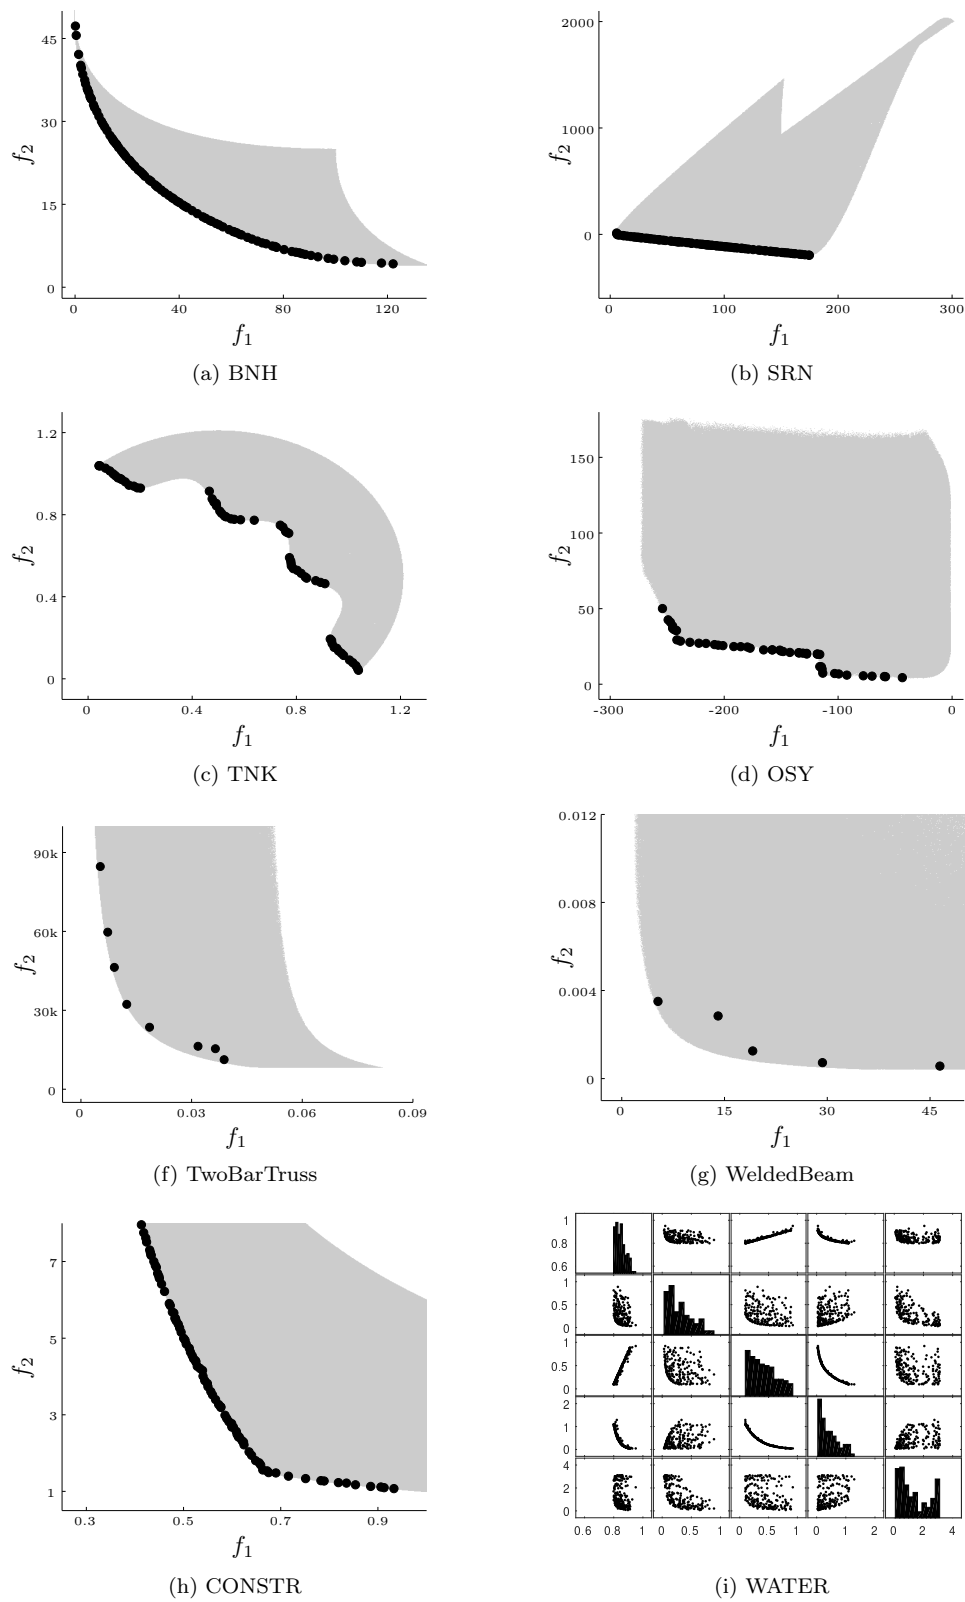 45
30
15
0
f2
0 40 80 120
f1
(a) BNH
2000
1000
0
f2
0 100 200 300
f1
(b) SRN
1.2
0.8
0.4
0
f2
0 0.4 0.8 1.2
f1
(c) TNK
150
100
50
0
f2
-300 -200 -100 0
f1
(d) OSY
90k
60k
30k
0
f2
0 0.03 0.06 0.09
f1
(f) TwoBarTruss
0.012
0.008
0.004
0
f2
0 15 30 45
f1
(g) WeldedBeam
7
5
3
1
f2
0.3 0.5 0.7 0.9
f1
(h) CONSTR
1
0.8
0.6
1
0.5
0
1
0.5
0
2
1
0
4
2
0
0.6 0.8 1 0 0.5 1 0 0.5 1 0 1 2 0 2 4
(i) WATER